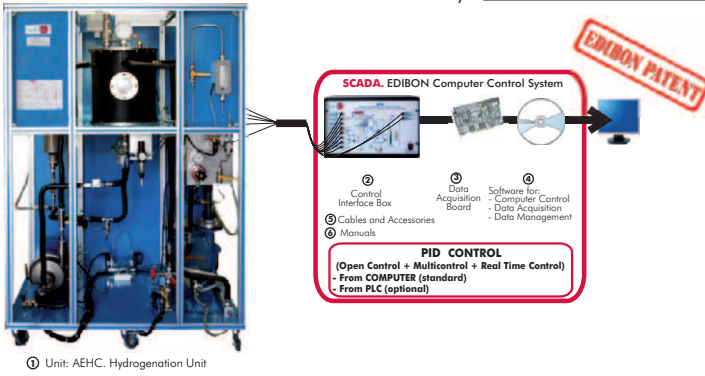 EDIBON PATENT
SCADA. EDIBON Computer Control System
② Control Interface Box
③ Data Acquisition Board
④ Software for:
- Computer Control
- Data Acquisition
- Data Management
⑤ Cables and Accessories
⑥ Manuals
PID CONTROL
(Open Control + Multicontrol + Real Time Control)
- From COMPUTER (standard)
- From PLC (optional)
① Unit: AEHC. Hydrogenation Unit